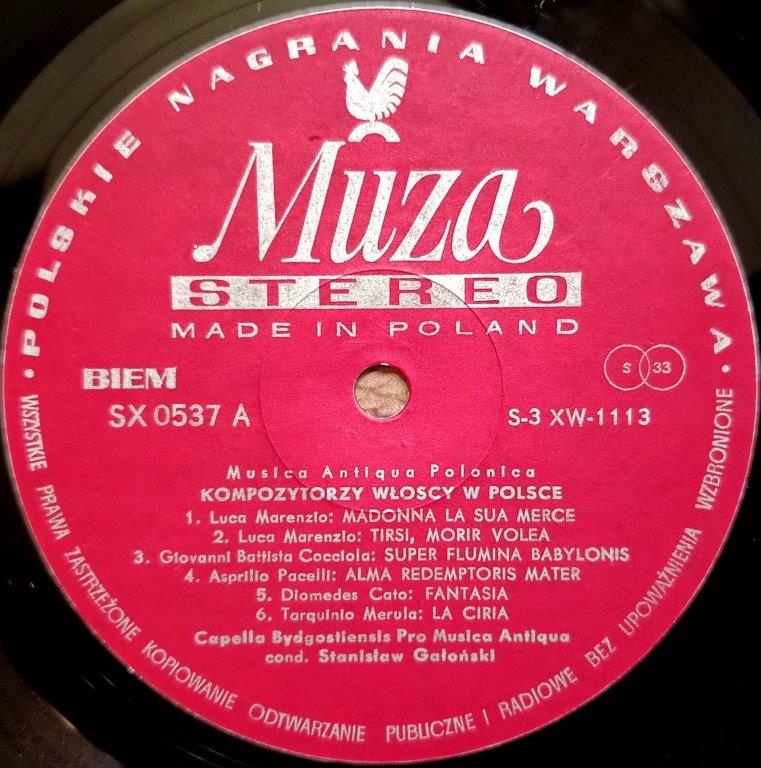 • POLSKIE NAGRANIA WARSZAWA •
Muza
STEREO
MADE IN POLAND
BIEM
S 33
SX 0537 A
S-3 XW-1113
Musica Antiqua Polonica
KOMPOZYTORZY WŁOSCY W POLSCE
1. Luca Marenzio: MADONNA LA SUA MERCE
2. Luca Marenzio: TIRSI, MORIR VOLEA
3. Giovanni Battista Cocciola: SUPER FLUMINA BABYLONIS
4. Asprilio Pacelli: ALMA REDEMPTORIS MATER
5. Diomedes Cato: FANTASIA
6. Tarquinio Merula: LA CIRIA
Capella Bydgostiensis Pro Musica Antiqua
cond. Stanisław Gałoński
WSZYSTKIE PRAWA ZASTRZEŻONE KOPIOWANIE ODTWARZANIE PUBLICZNE I RADIOWE BEZ UPOWAŻNIENIA WZBRONIONE